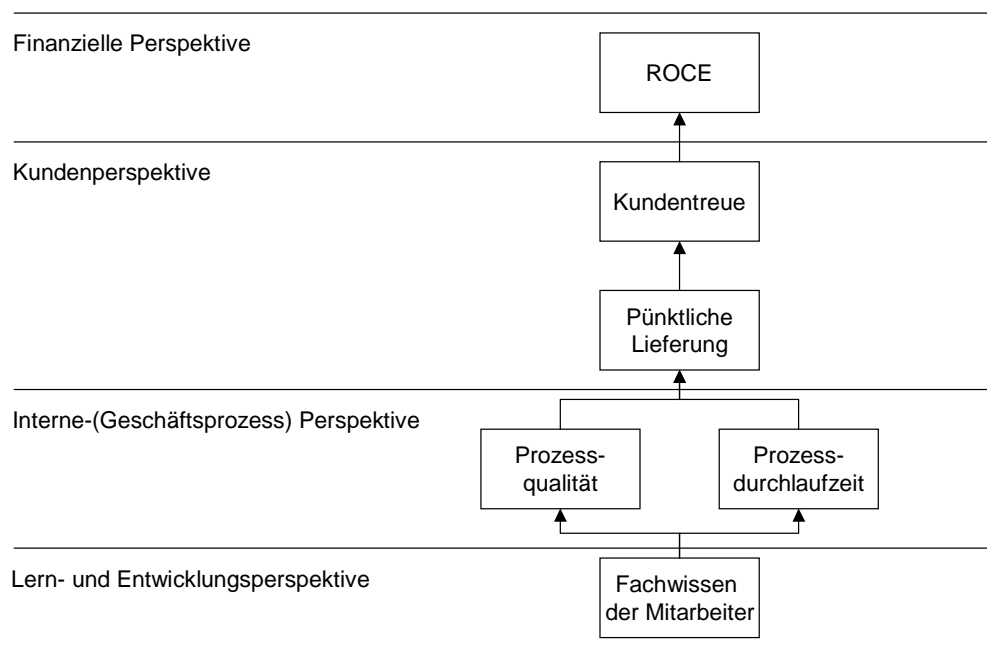 Finanzielle Perspektive
ROCE
Kundenperspektive
Kundentreue
Pünktliche
Lieferung
Interne-(Geschäftsprozess) Perspektive
Prozess-
qualität
Prozess-
durchlaufzeit
Lern- und Entwicklungsperspektive
Fachwissen
der Mitarbeiter